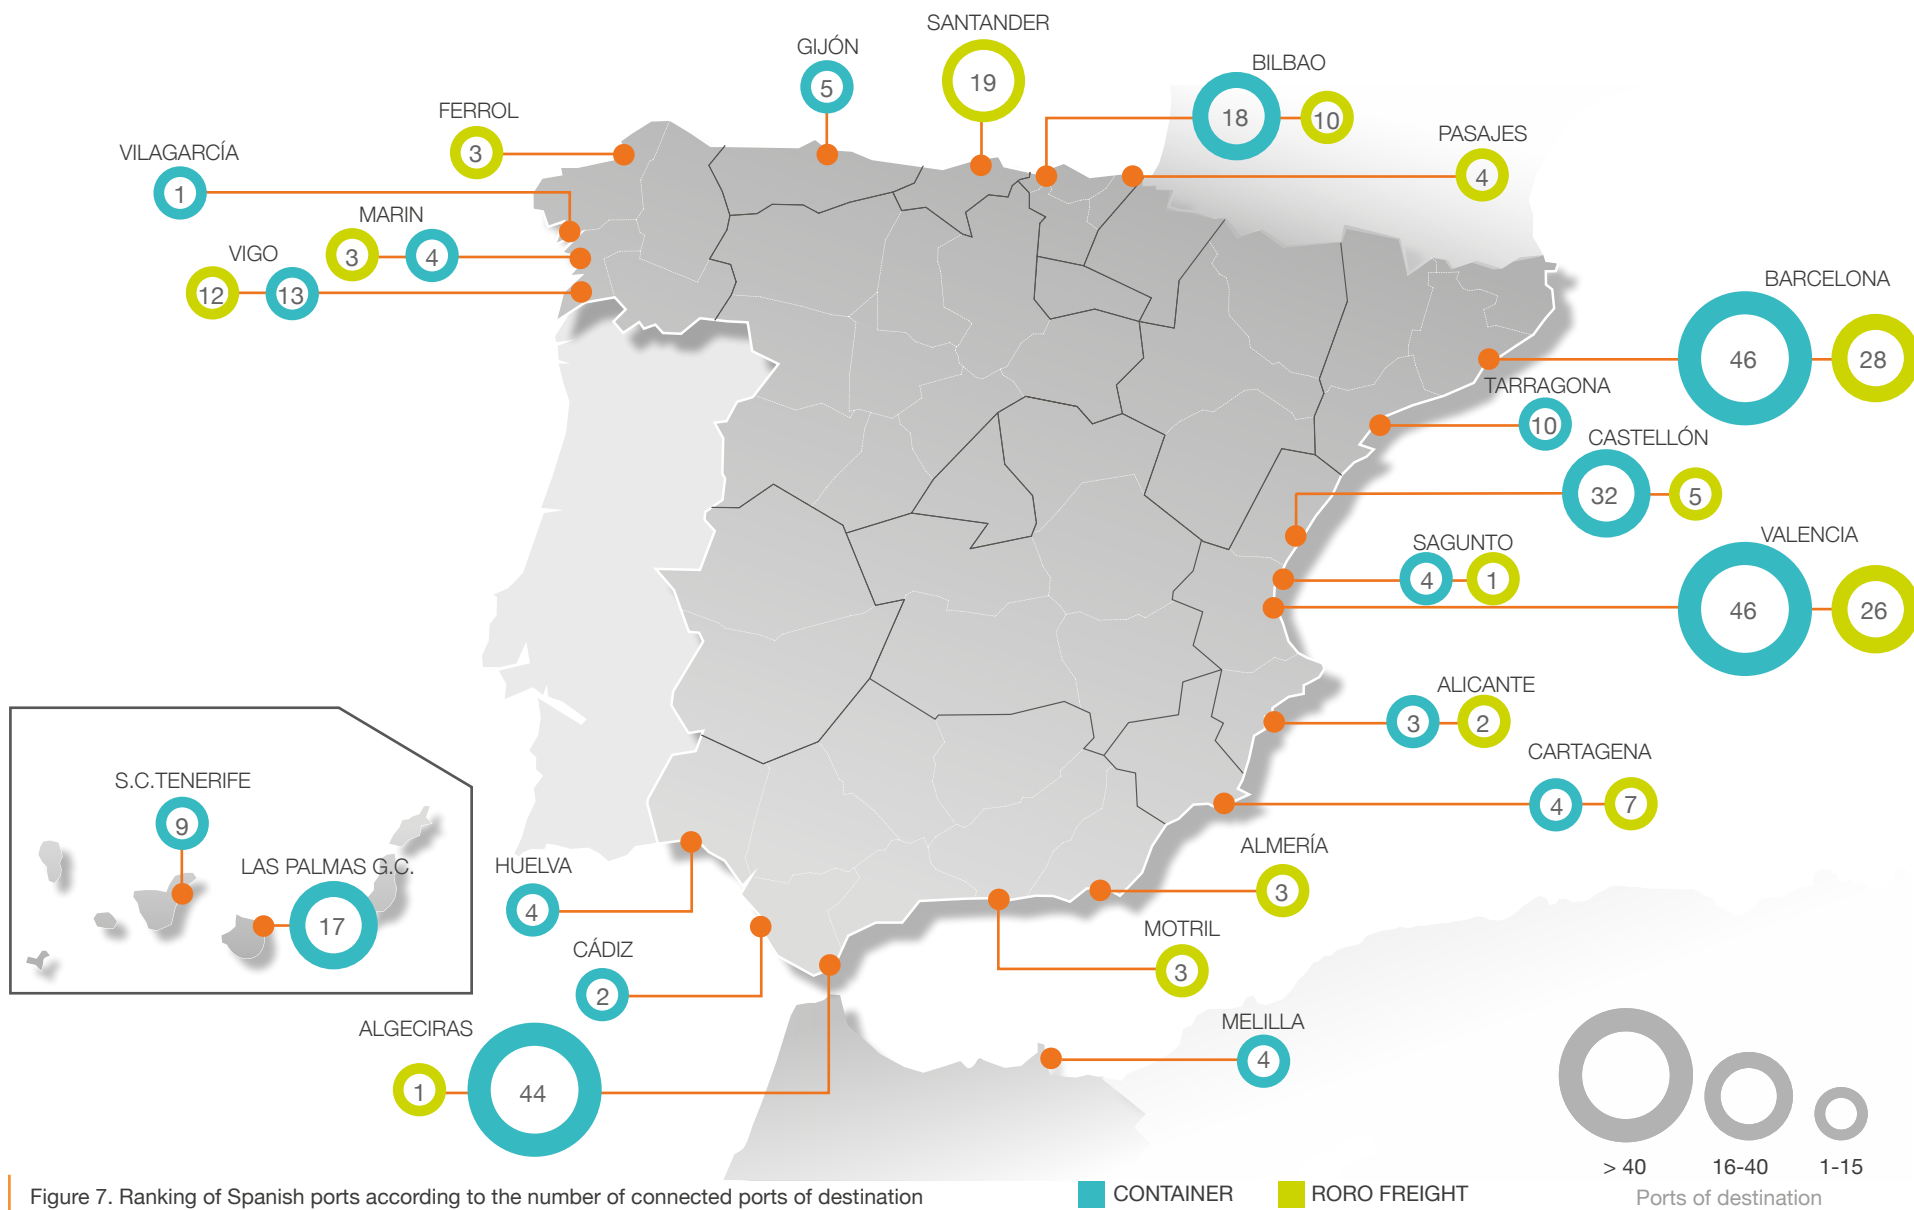 SANTANDER
19
GIJÓN
5
BILBAO
18
10
FERROL
3
PASAJES
4
VILAGARCÍA
1
MARIN
3
4
VIGO
12
13
BARCELONA
46
28
TARRAGONA
10
CASTELLÓN
32
5
SAGUNTO
4
1
VALENCIA
46
26
ALICANTE
3
2
CARTAGENA
4
7
S.C.TENERIFE
9
LAS PALMAS G.C.
17
HUELVA
4
ALMERÍA
3
CÁDIZ
2
MOTRIL
3
ALGECIRAS
1
44
MELILLA
4
> 40
16-40
1-15
Ports of destination
Figure 7. Ranking of Spanish ports according to the number of connected ports of destination
CONTAINER
RORO FREIGHT